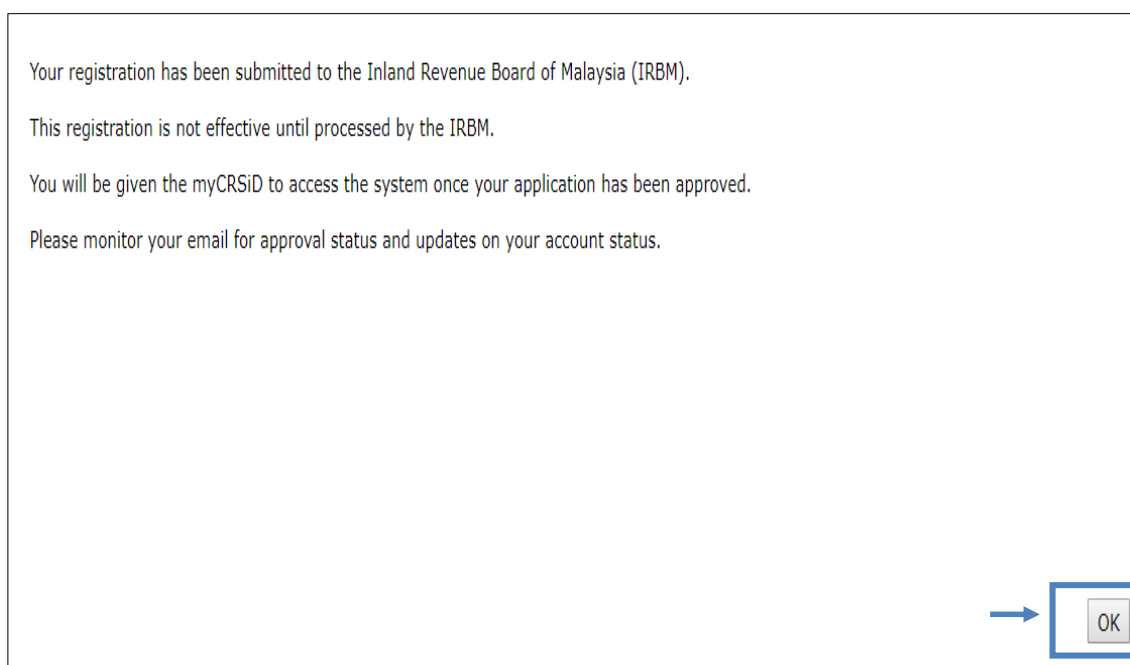 Your registration has been submitted to the Inland Revenue Board of Malaysia (IRBM).
This registration is not effective until processed by the IRBM.
You will be given the myCRSiD to access the system once your application has been approved.
Please monitor your email for approval status and updates on your account status.
OK